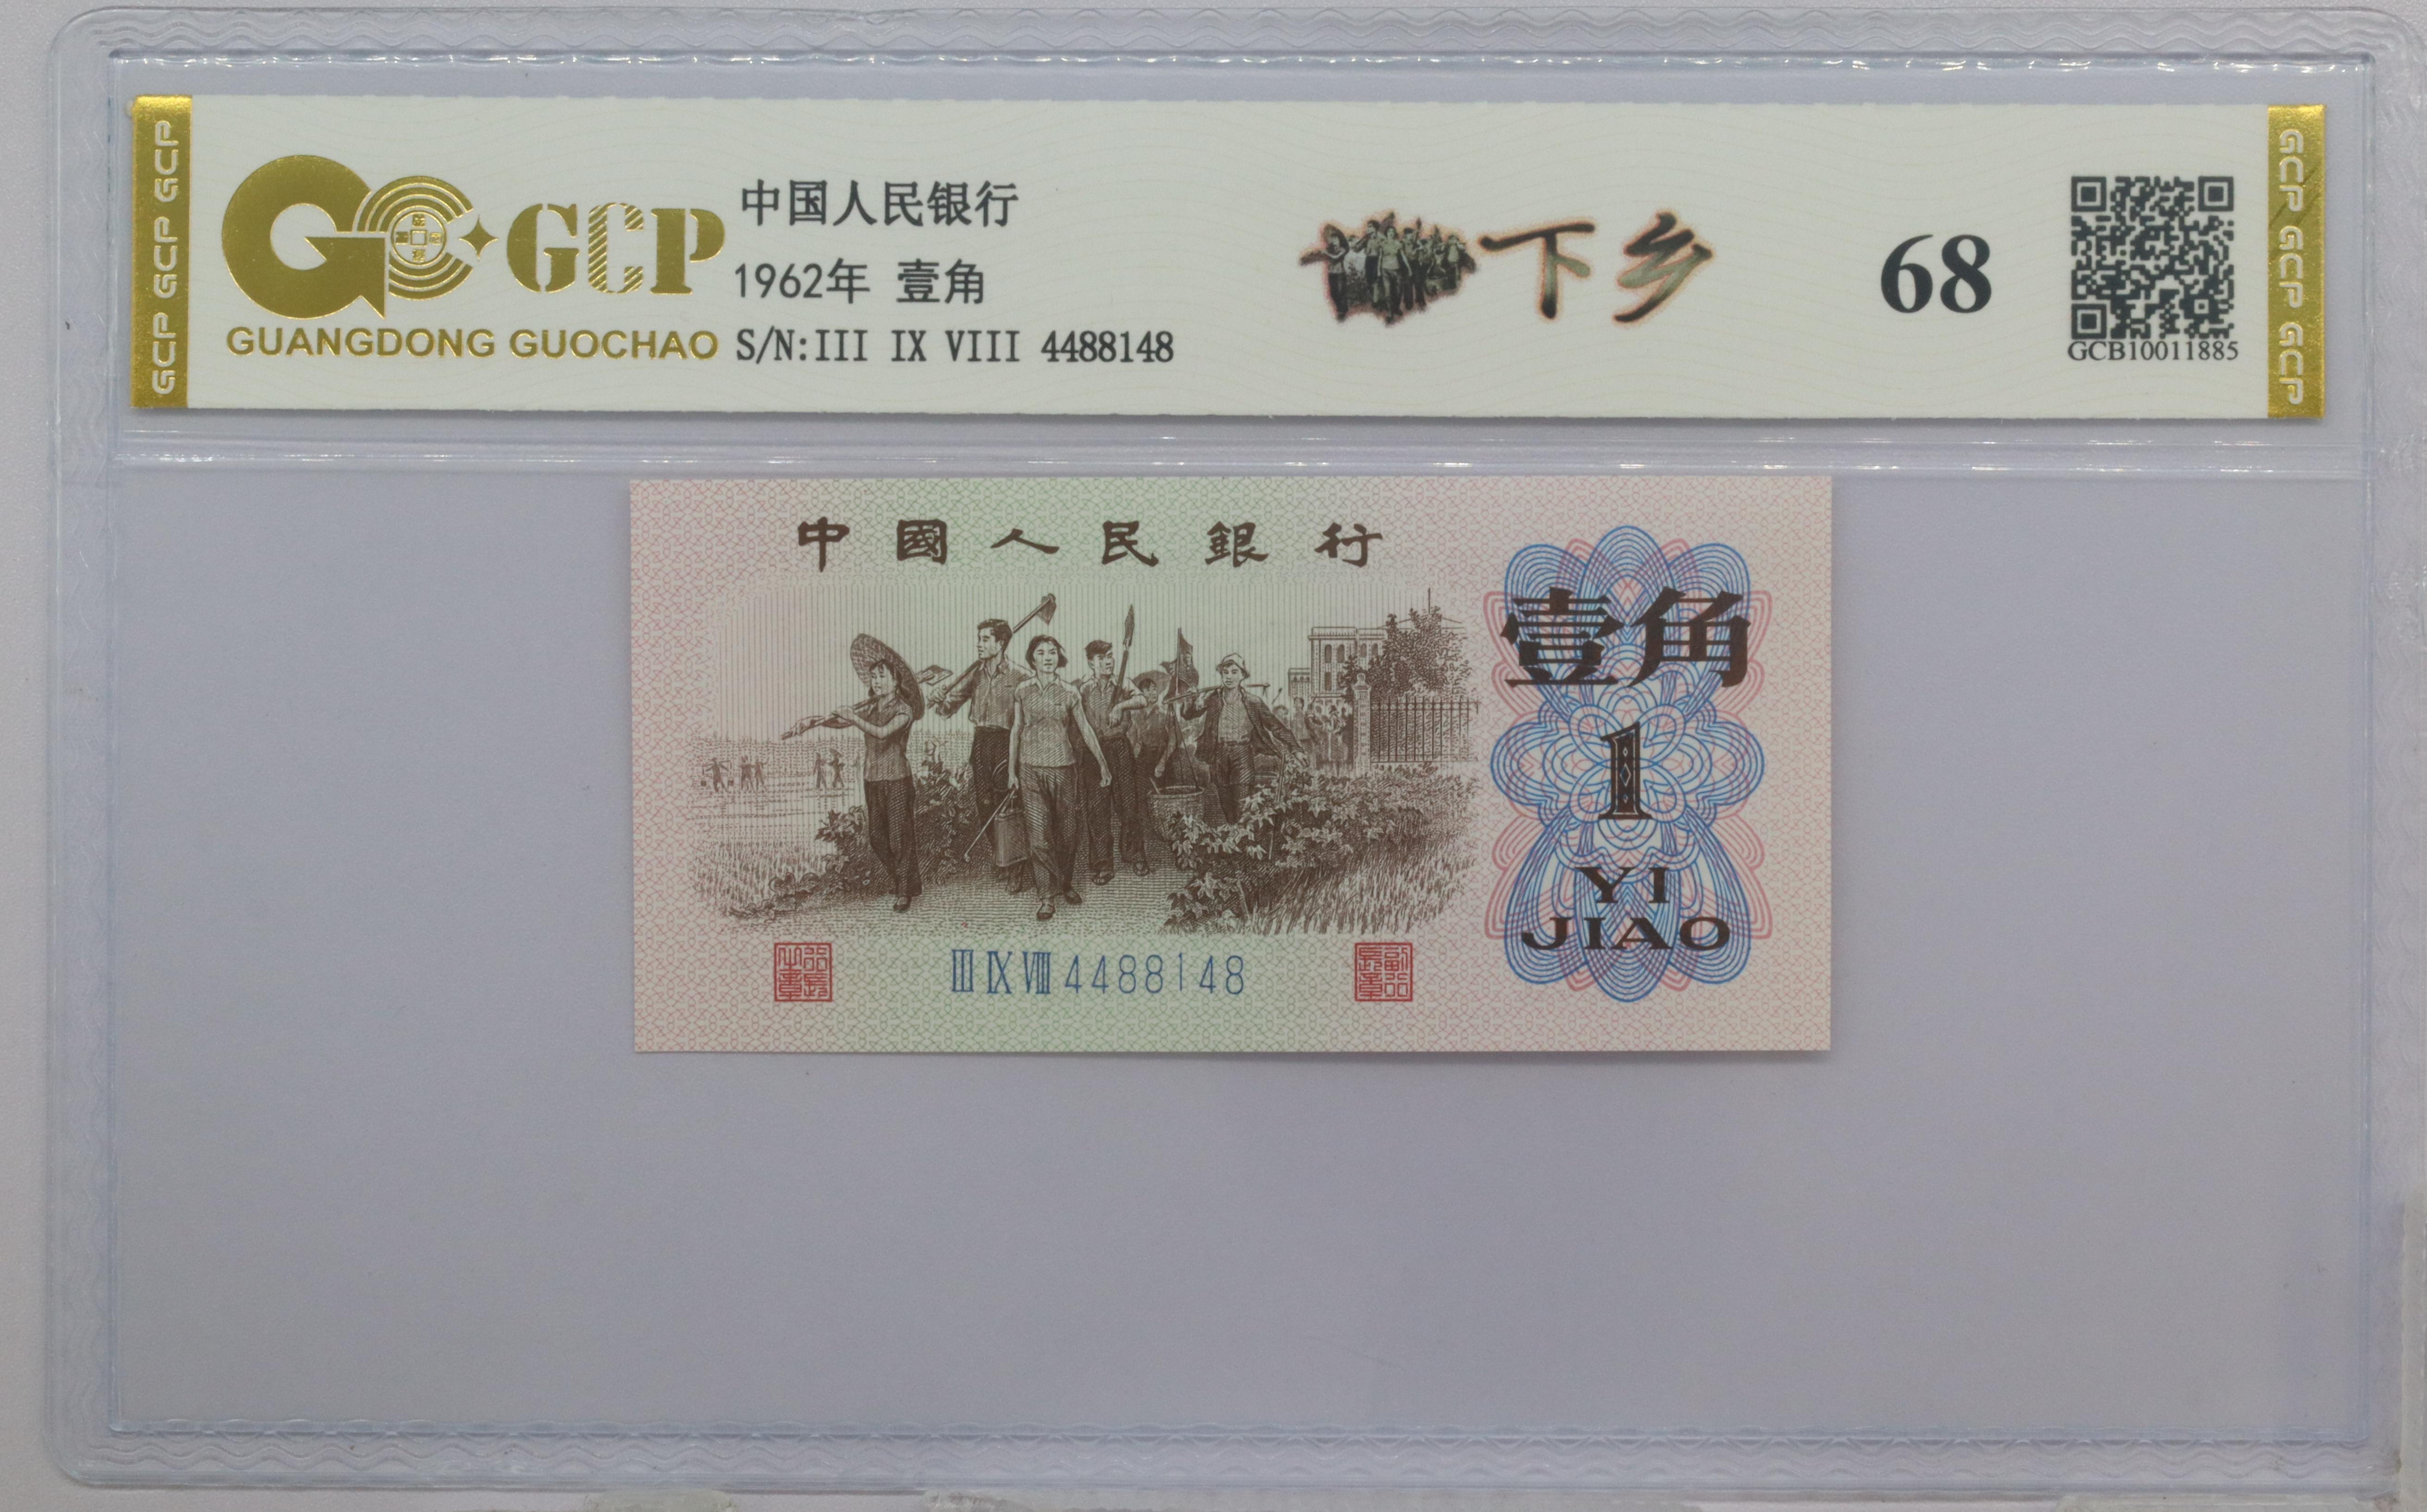 GCP GCP GCP
GCP
GUANGDONG GUOCHAO
中国人民银行
1962年 壹角
S/N:III IX VIII 4488148
下乡
68
GCB10011885
GCP GCP GCP
中國人民銀行
壹角
1
YI
JIAO
III IX VIII 4488148